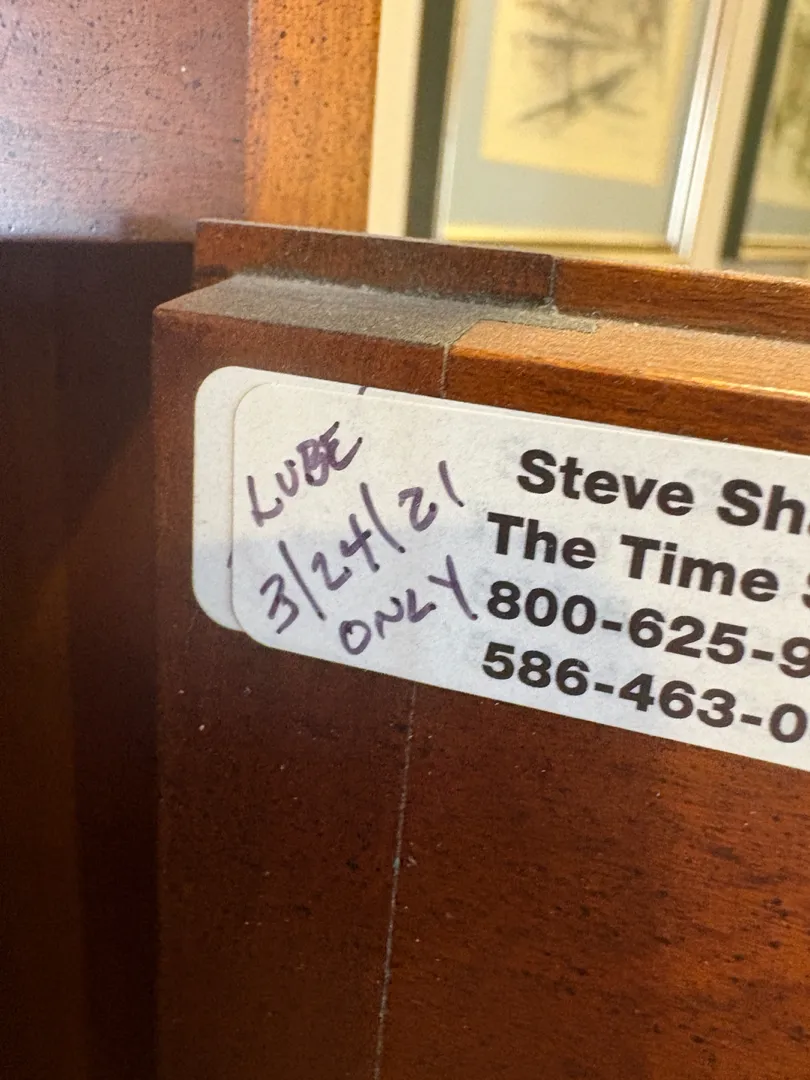 LUBE
3/24/21
ONLY
Steve Sh
The Time
800-625-9
586-463-0